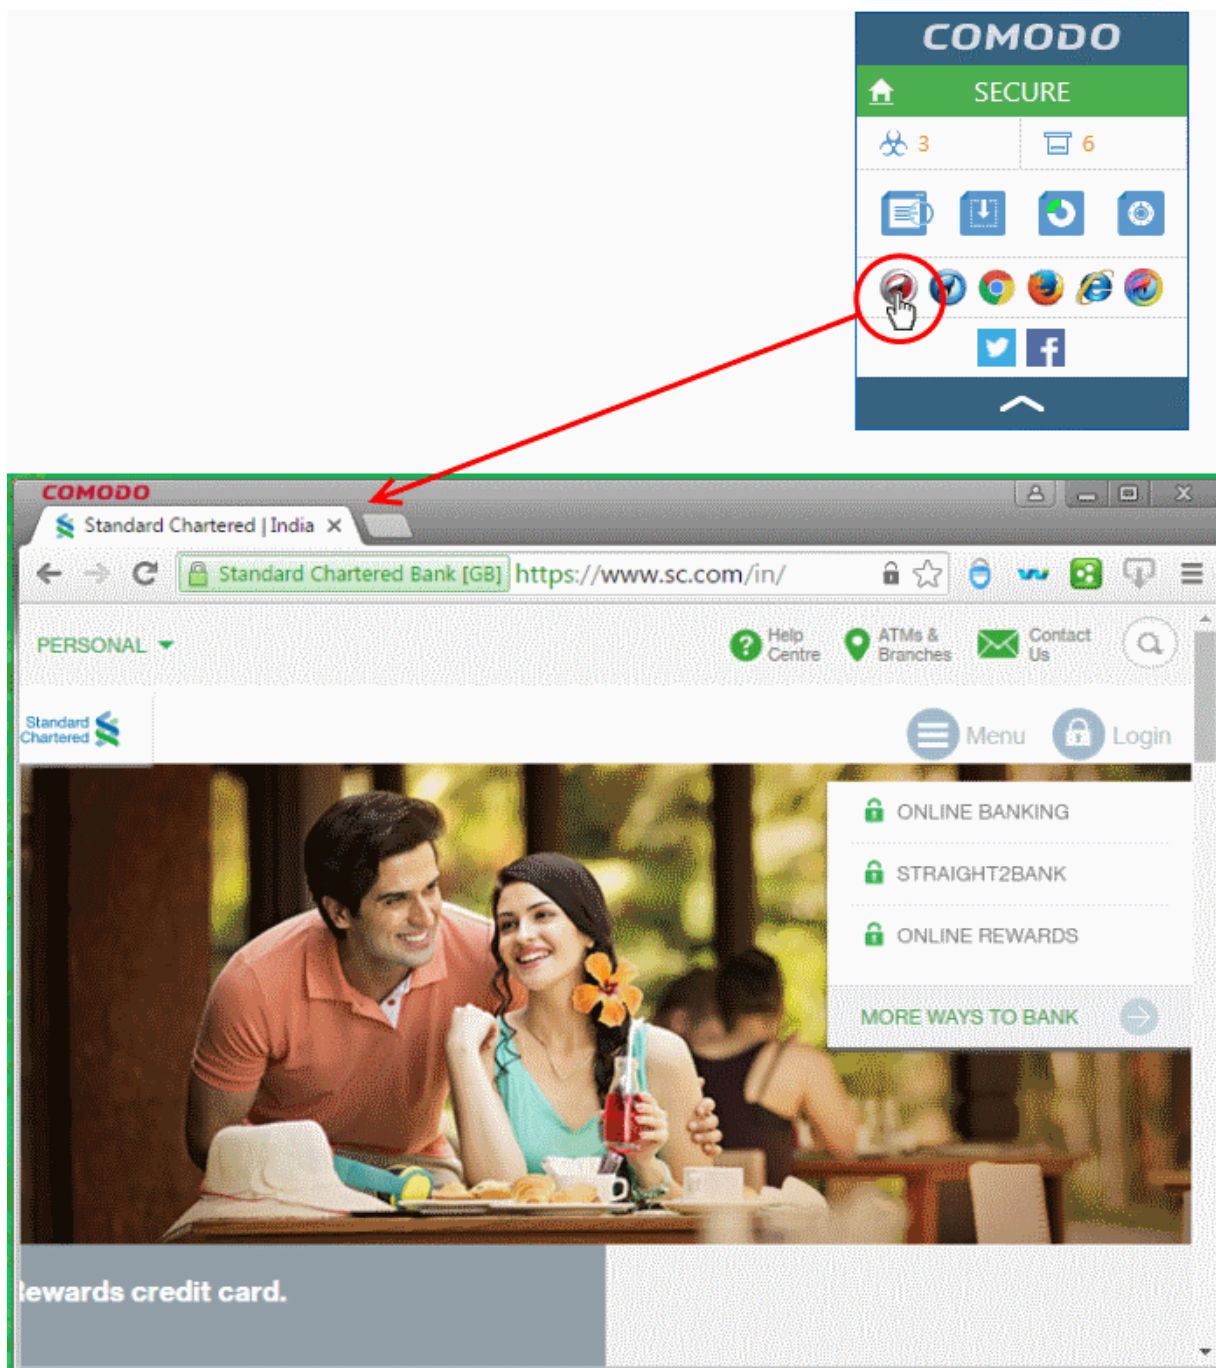 COMODO
SECURE
3
6
COMODO
Standard Chartered | India
Standard Chartered Bank [GB] https://www.sc.com/in/
PERSONAL
Help
Centre
ATMs &
Branches
Contact
Us
Standard
Chartered
Menu
Login
ONLINE BANKING
STRAIGHT2BANK
ONLINE REWARDS
MORE WAYS TO BANK
credit card.